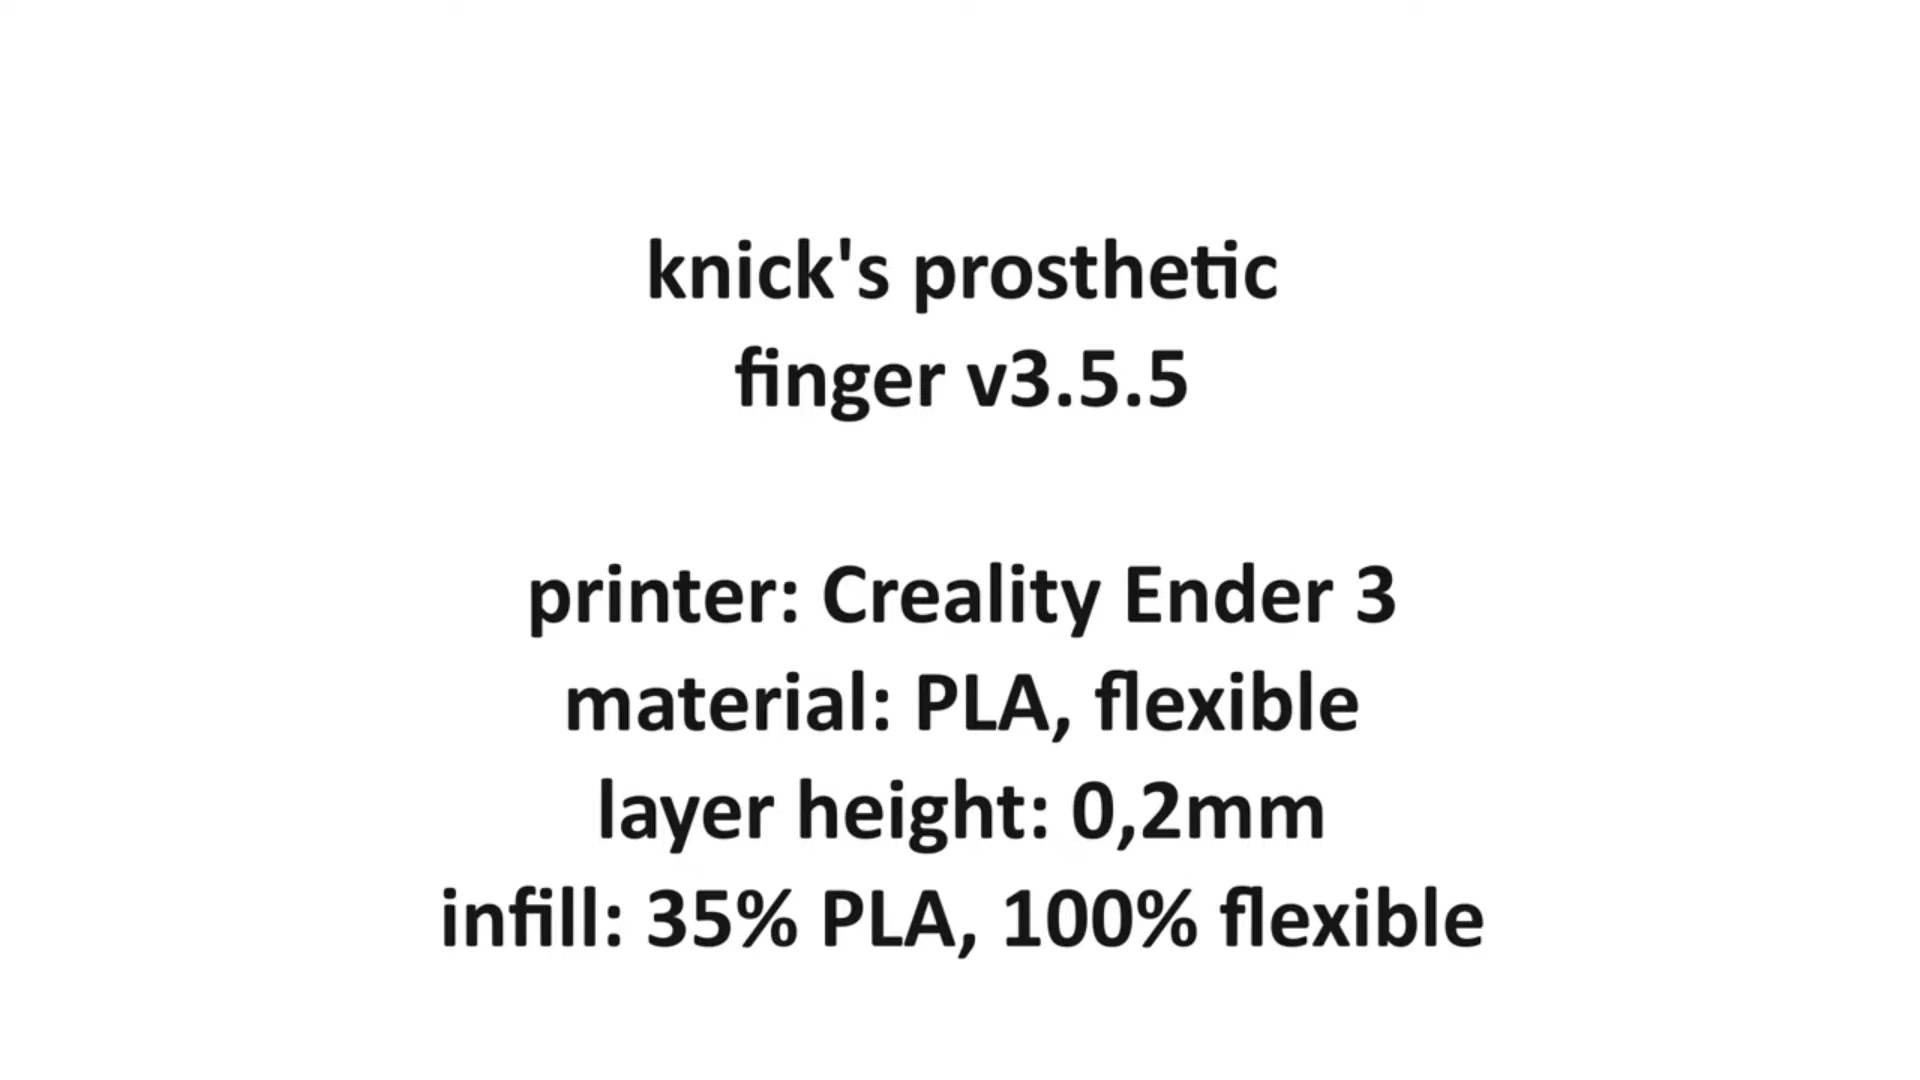 knick's prosthetic
finger v3.5.5
printer: Creality Ender 3
material: PLA, flexible
layer height: 0,2mm
infill: 35% PLA, 100% flexible